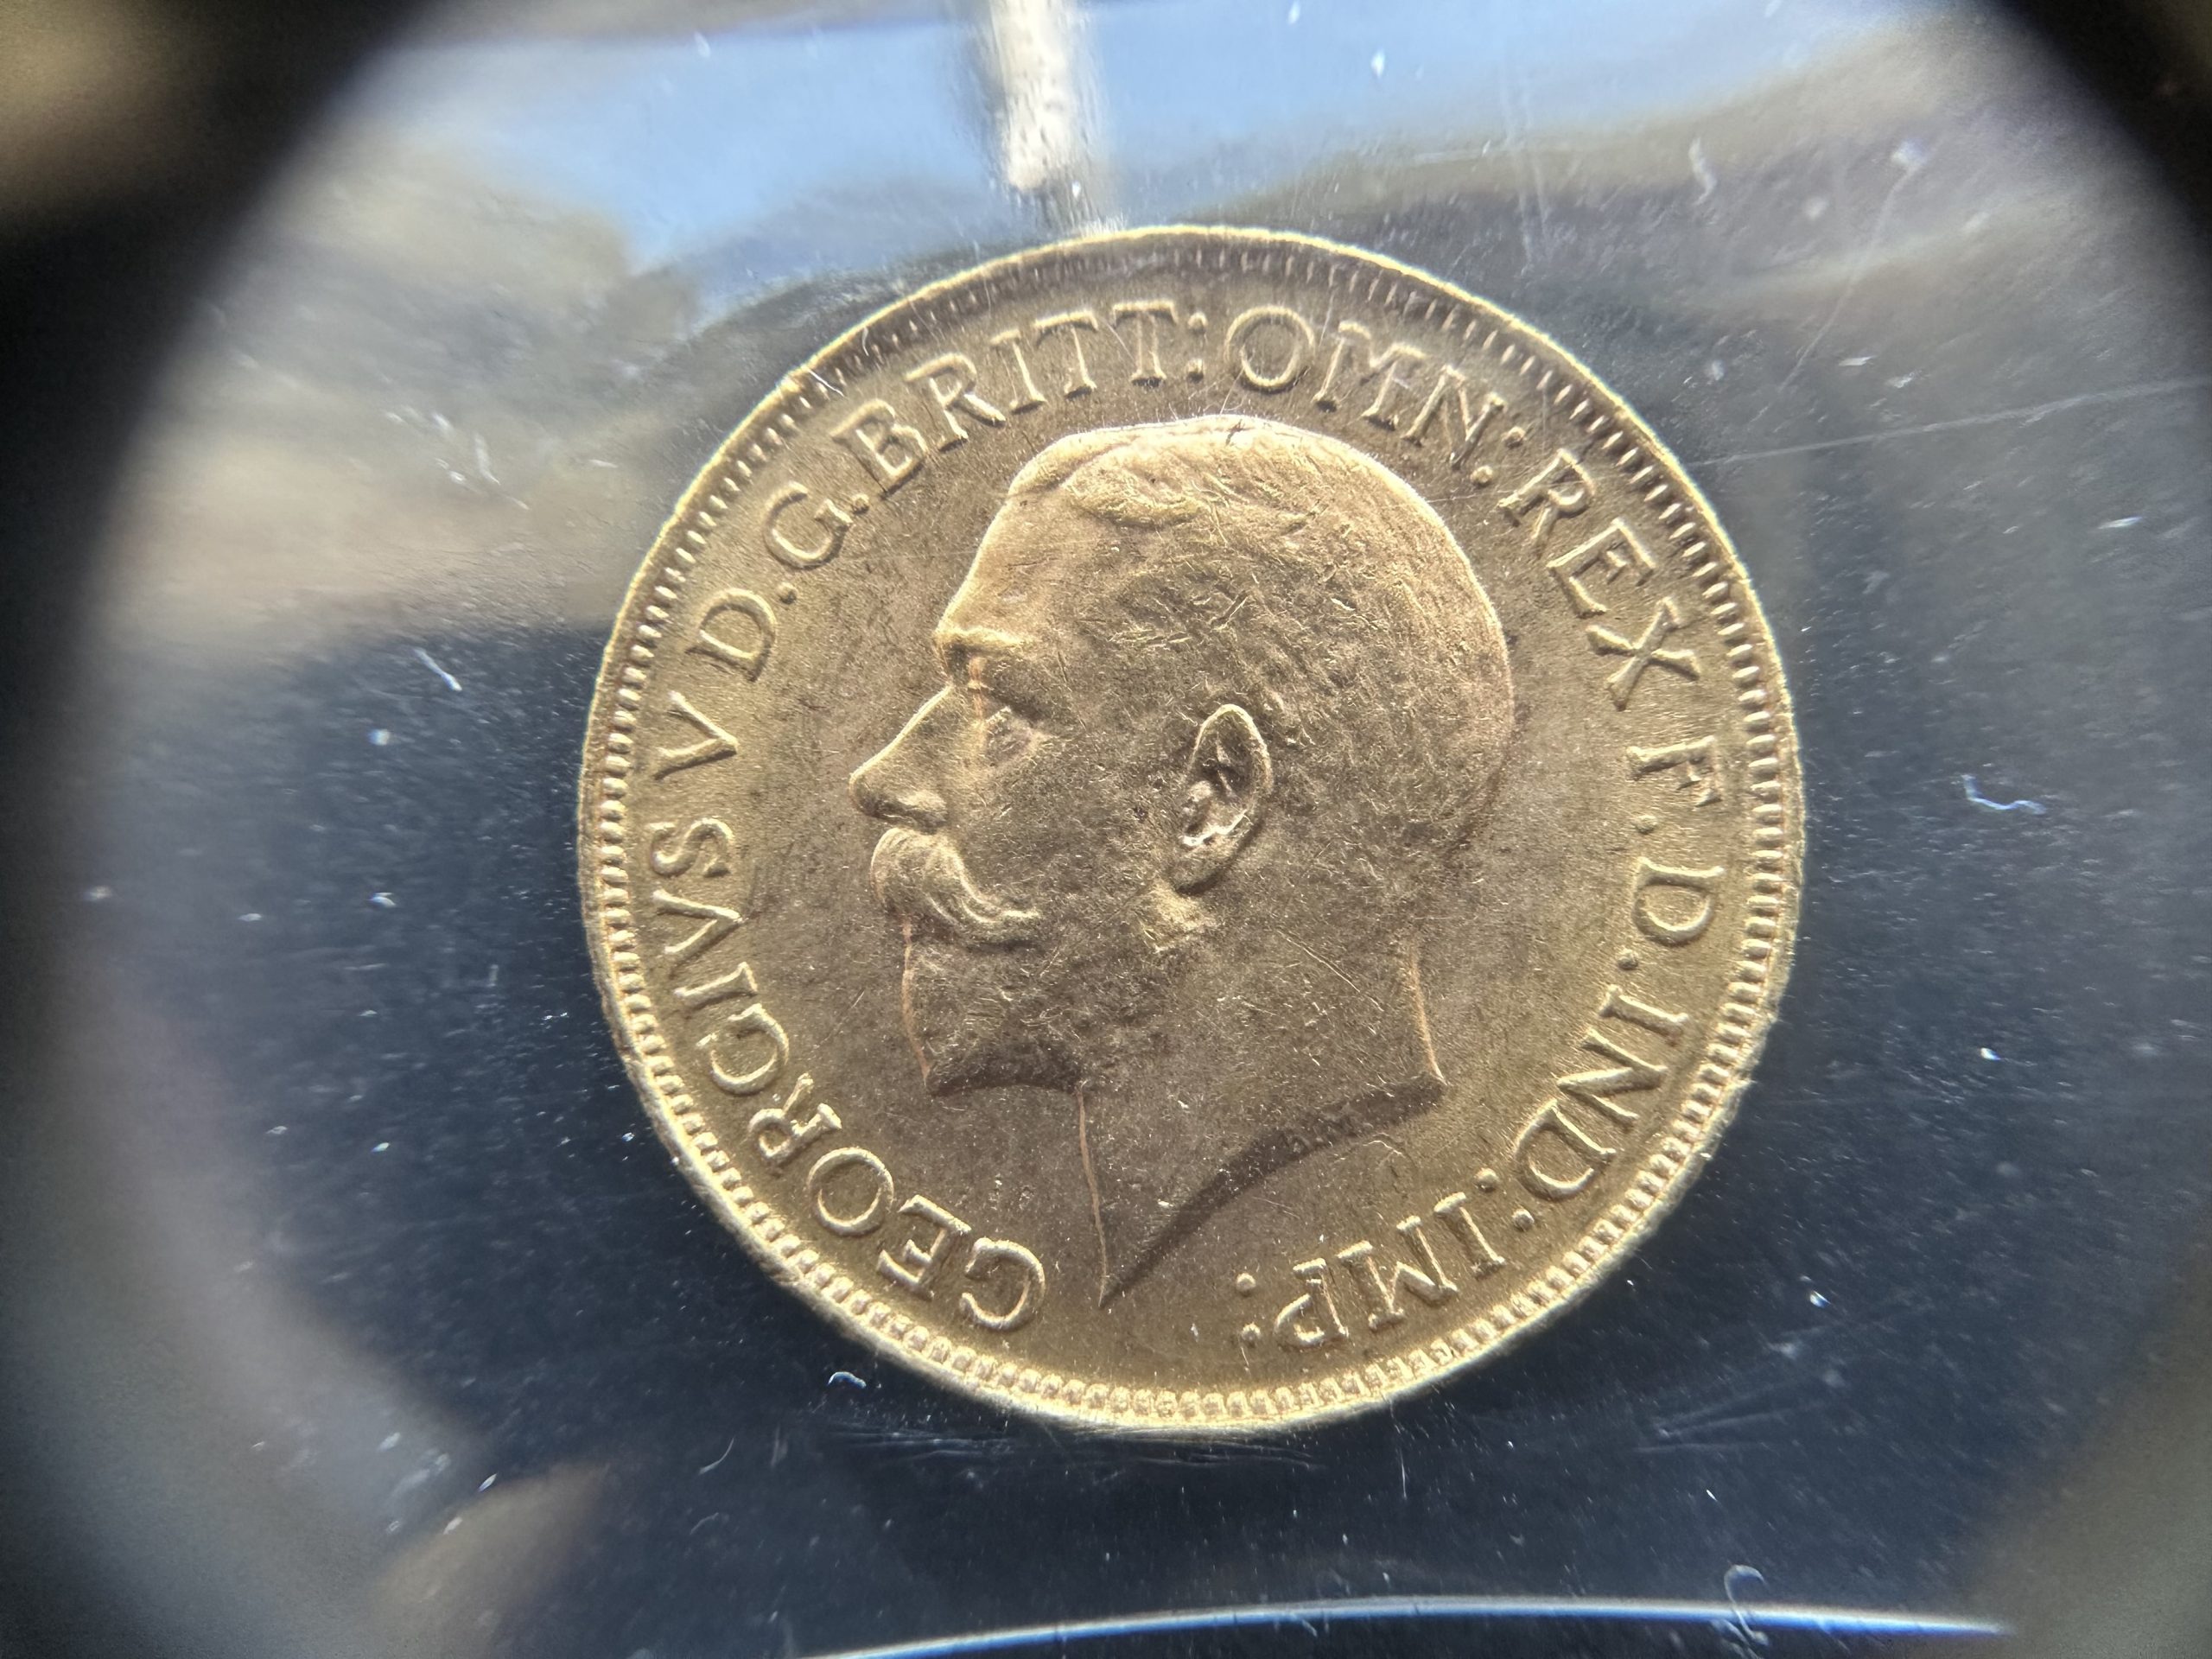 GEORGIVS V D.G.BRITT:OMN:REX F.D.IND:IMP: